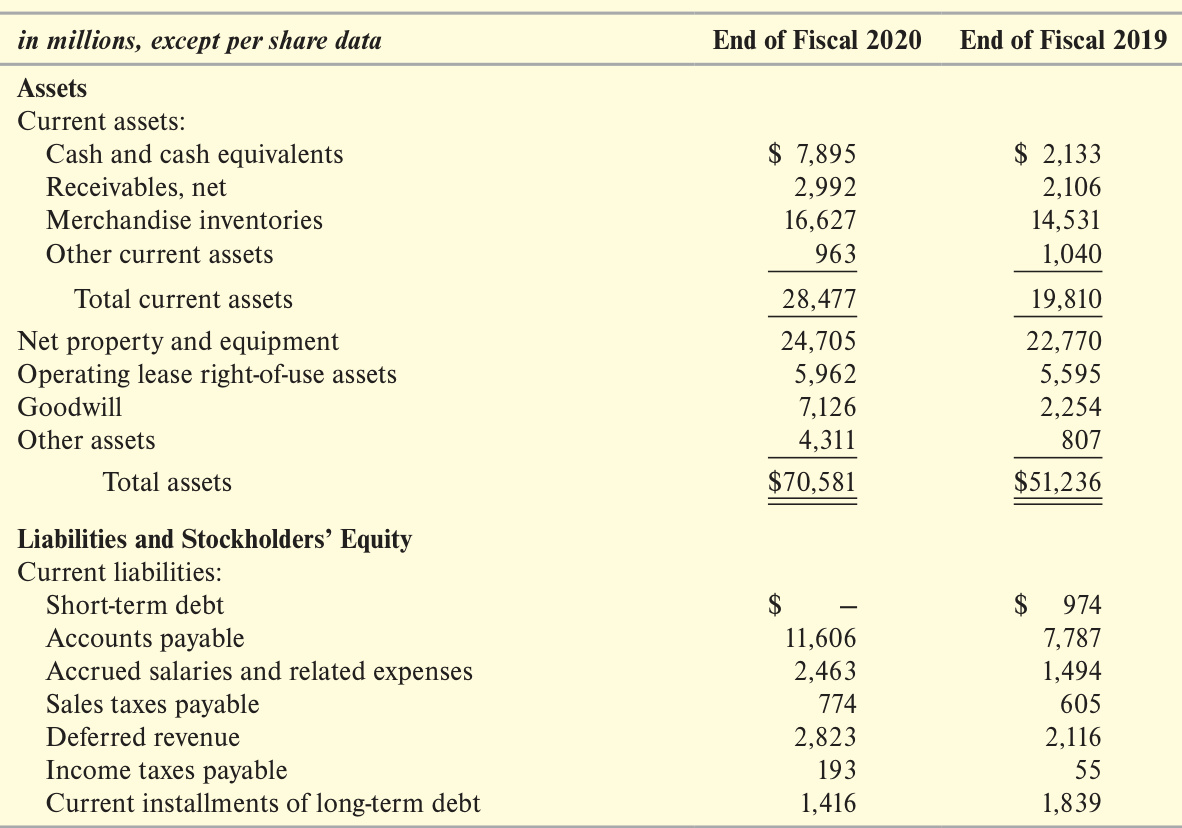 in millions, except per share data End of Fiscal 2020 End of Fiscal 2019
Assets
Current assets:
Cash and cash equivalents $ 7,895 $ 2,133
Receivables, net 2,992 2,106
Merchandise inventories 16,627 14,531
Other current assets 963 1,040
Total current assets 28,477 19,810
Net property and equipment 24,705 22,770
Operating lease right-of-use assets 5,962 5,595
Goodwill 7,126 2,254
Other assets 4,311 807
Total assets $70,581 $51,236
Liabilities and Stockholders’ Equity
Current liabilities:
Short-term debt $ – $ 974
Accounts payable 11,606 7,787
Accrued salaries and related expenses 2,463 1,494
Sales taxes payable 774 605
Deferred revenue 2,823 2,116
Income taxes payable 193 55
Current installments of long-term debt 1,416 1,839